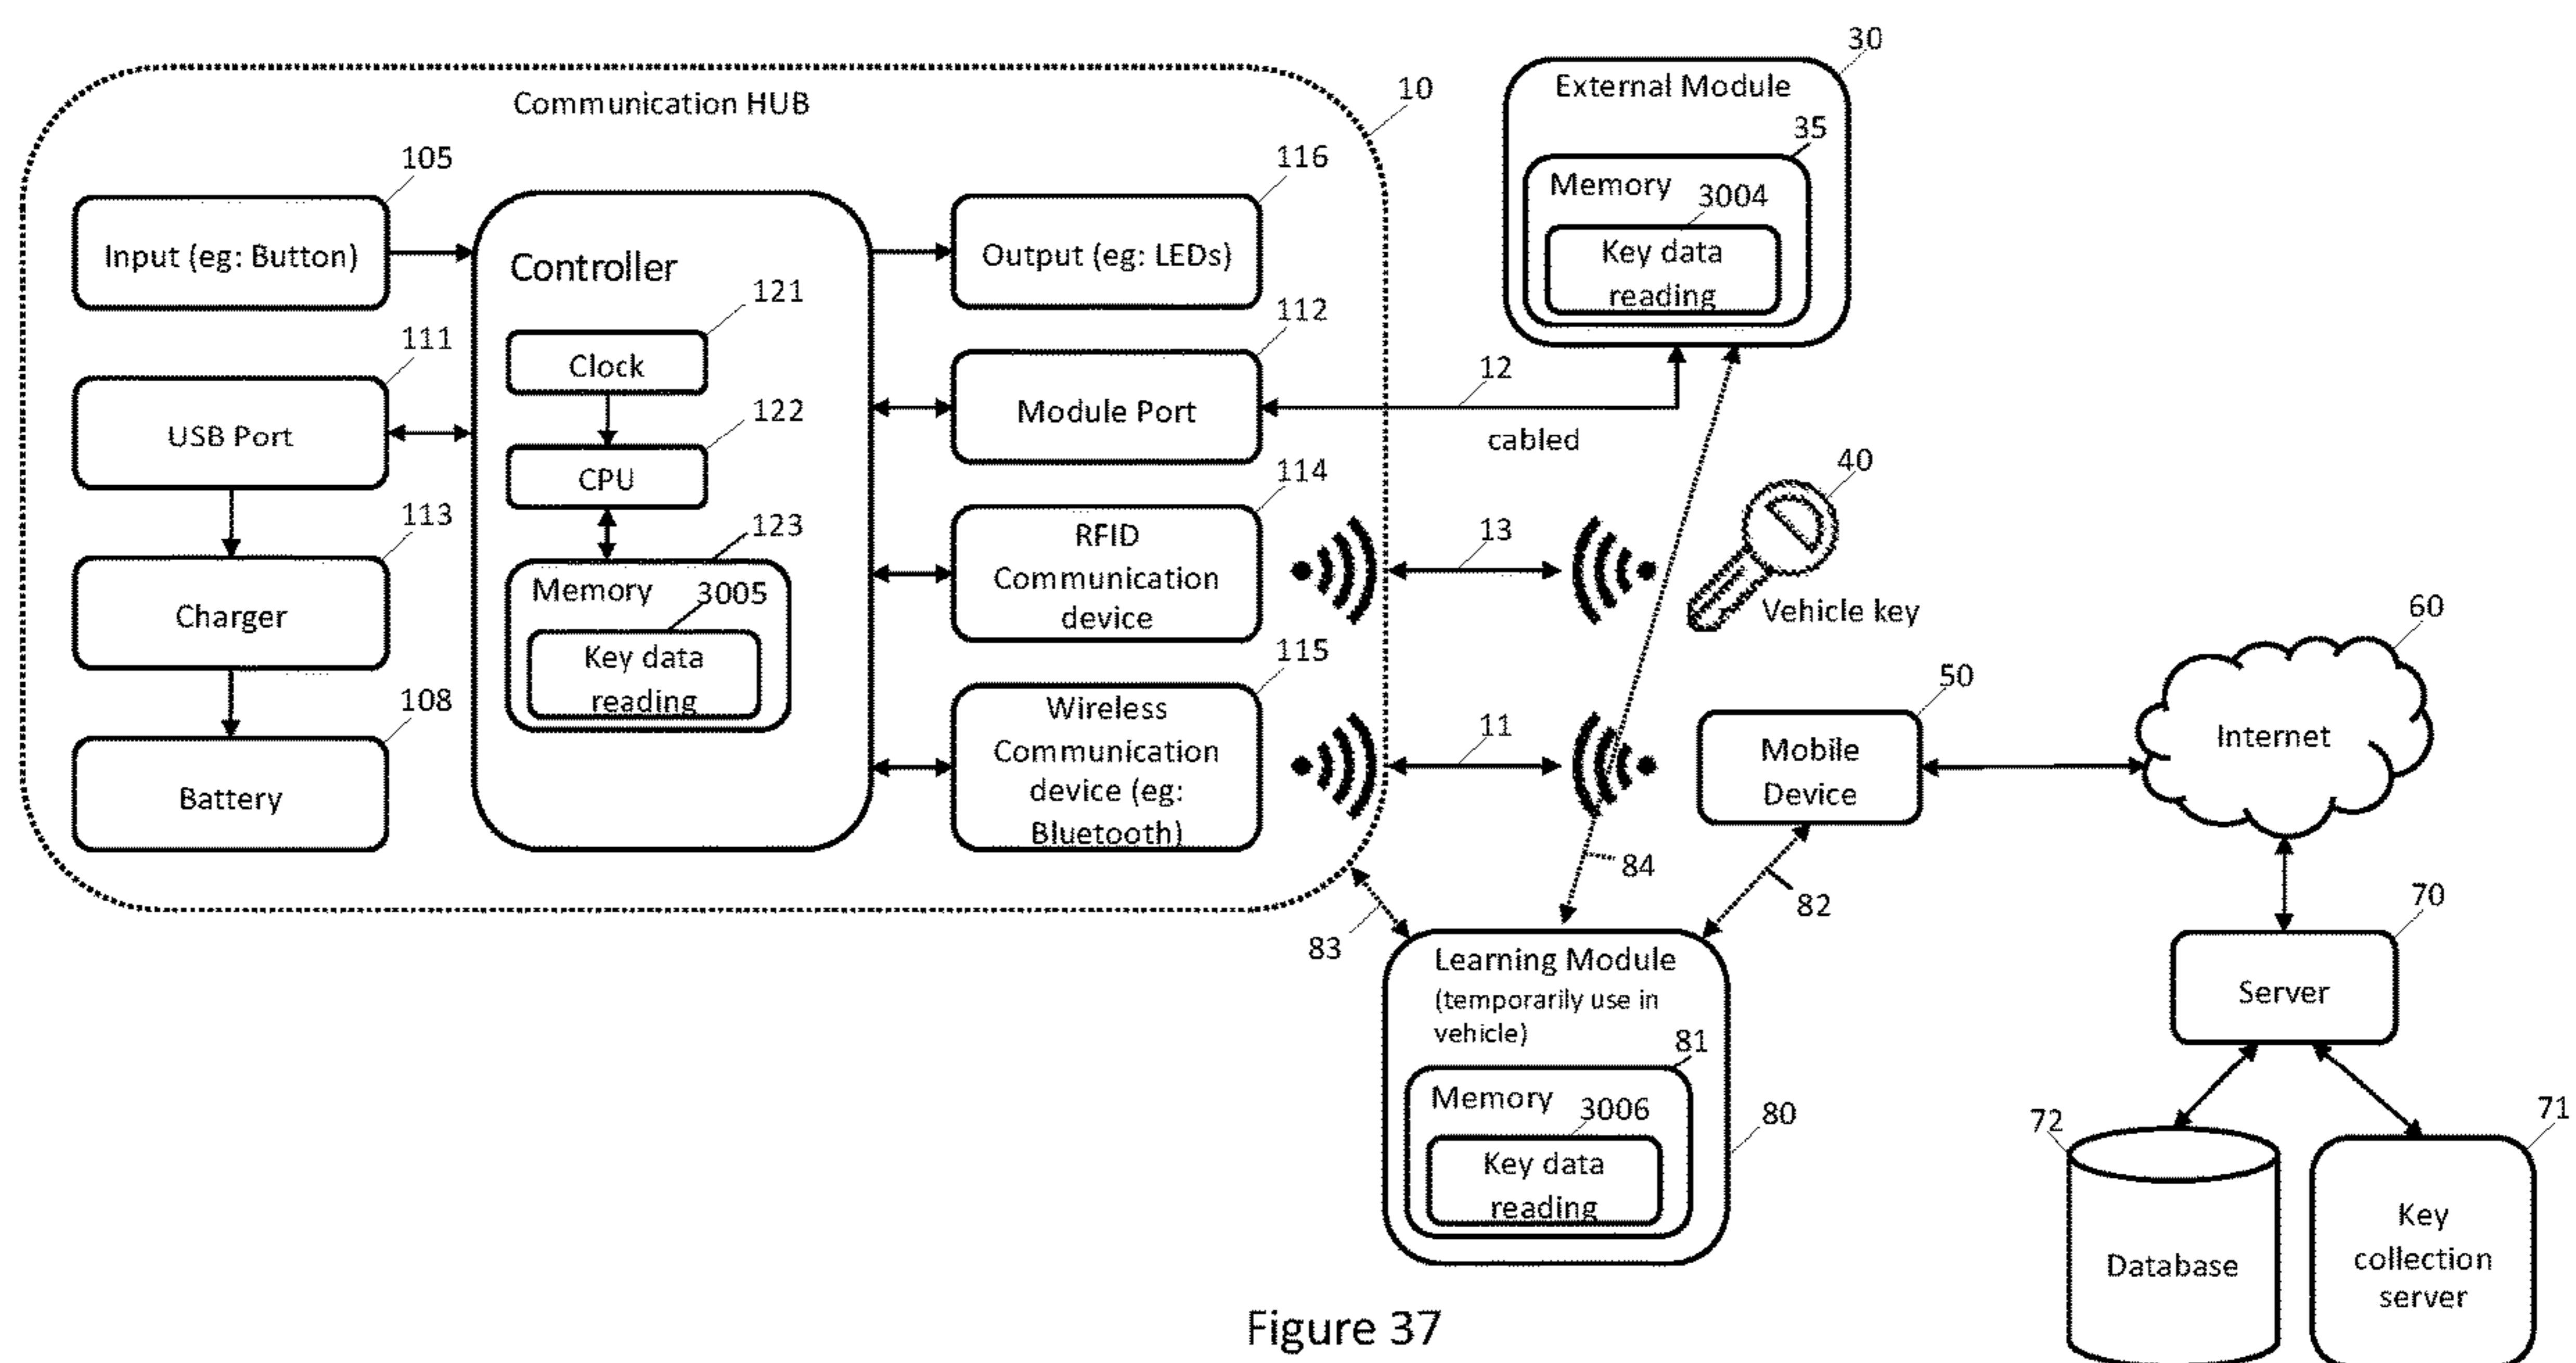 Communication HUB
10
105
Input (eg: Button)
111
USB Port
113
Charger
108
Battery
Controller
121
Clock
122
CPU
123
Memory
3005
Key data
reading
116
Output (eg: LEDs)
112
Module Port
114
RFID
Communication
device
115
Wireless
Communication
device (eg:
Bluetooth)
30
External Module
35
Memory
3004
Key data
reading
12
cabled
13
40
Vehicle key
11
50
Mobile
Device
60
Internet
84
82
83
Learning Module
(temporarily use in
vehicle)
81
Memory
3006
Key data
reading
80
70
Server
72
Database
71
Key
collection
server
Figure 37